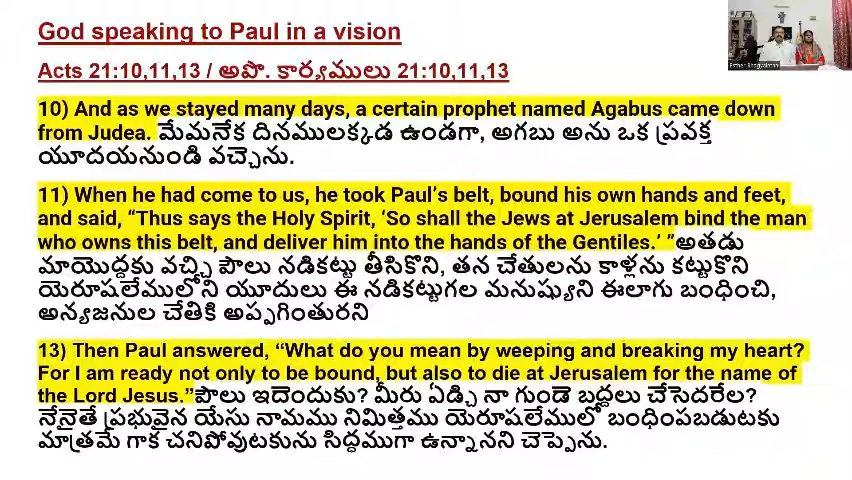 God speaking to Paul in a vision
Acts 21:10,11,13 / అపొ. కార్యములు 21:10,11,13
10) And as we stayed many days, a certain prophet named Agabus came down
from Judea. మేమనేక దినములక్కడ ఉండగా, అగబు అను ఒక ప్రవక్త
యూదయనుండి వచ్చెను.
11) When he had come to us, he took Paul's belt, bound his own hands and feet,
and said, “Thus says the Holy Spirit, ‘So shall the Jews at Jerusalem bind the man
who owns this belt, and deliver him into the hands of the Gentiles.’ ”అతడు
మాయొద్దకు వచ్చి పౌలు నడికట్టు తీసికొని, తన చేతులను కాళ్లను కట్టుకొని
యెరూషలేములోని యూదులు ఈ నడికట్టుగల మనుష్యుని ఈలాగు బంధించి,
అన్యజనుల చేతికి అప్పగింతురని
13) Then Paul answered, “What do you mean by weeping and breaking my heart?
For I am ready not only to be bound, but also to die at Jerusalem for the name of
the Lord Jesus.”పౌలు ఇదెందుకు? మీరు ఏడ్చి నా గుండె బద్దలు చేసెదరేల?
నేనైతే ప్రభువైన యేసు నామము నిమిత్తము యెరూషలేములో బంధింపబడుటకు
మాత్రమే గాక చనిపోవుటకును సిద్ధముగా ఉన్నానని చెప్పెను.